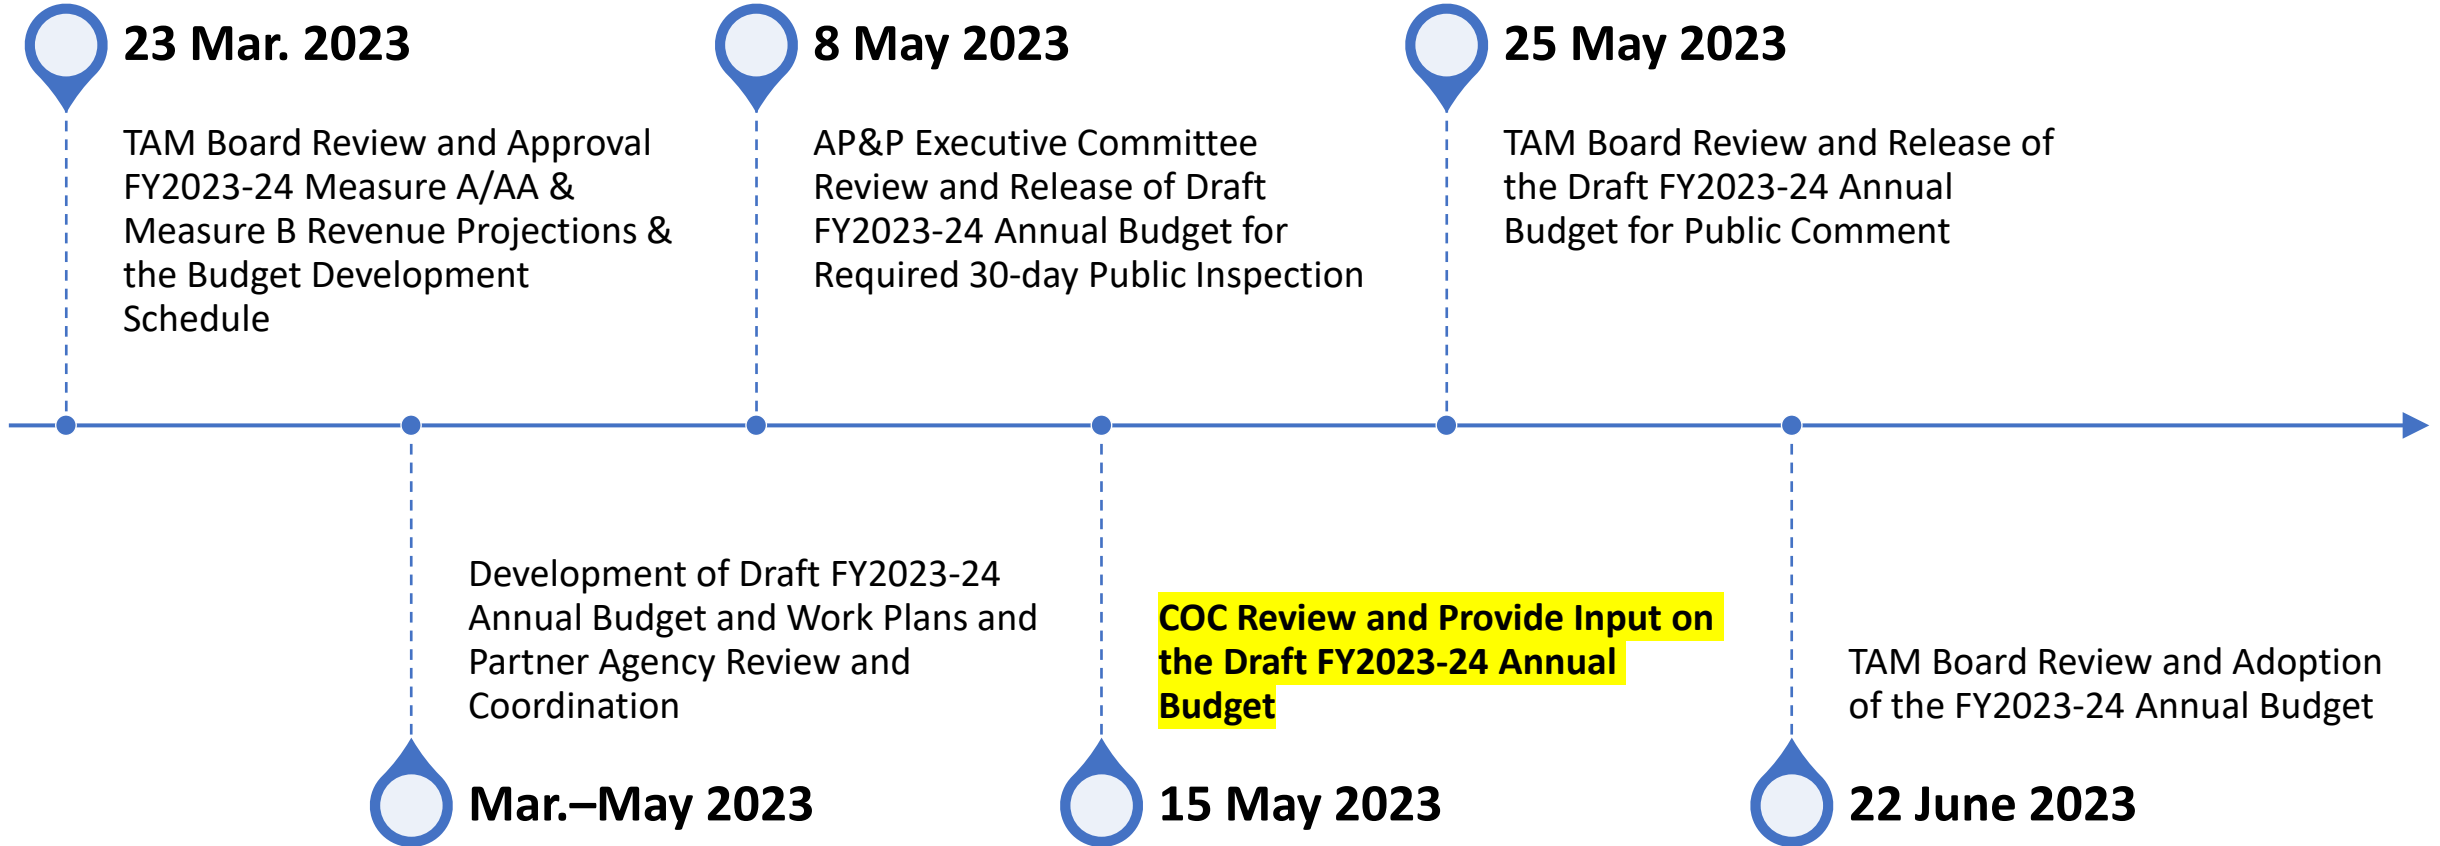 23 Mar. 2023
TAM Board Review and Approval
FY2023-24 Measure A/AA &
Measure B Revenue Projections &
the Budget Development
Schedule
Development of Draft FY2023-24
Annual Budget and Work Plans and
Partner Agency Review and
Coordination
Mar.–May 2023
8 May 2023
AP&P Executive Committee
Review and Release of Draft
FY2023-24 Annual Budget for
Required 30-day Public Inspection
COC Review and Provide Input on
the Draft FY2023-24 Annual
Budget
15 May 2023
25 May 2023
TAM Board Review and Release of
the Draft FY2023-24 Annual
Budget for Public Comment
TAM Board Review and Adoption
of the FY2023-24 Annual Budget
22 June 2023